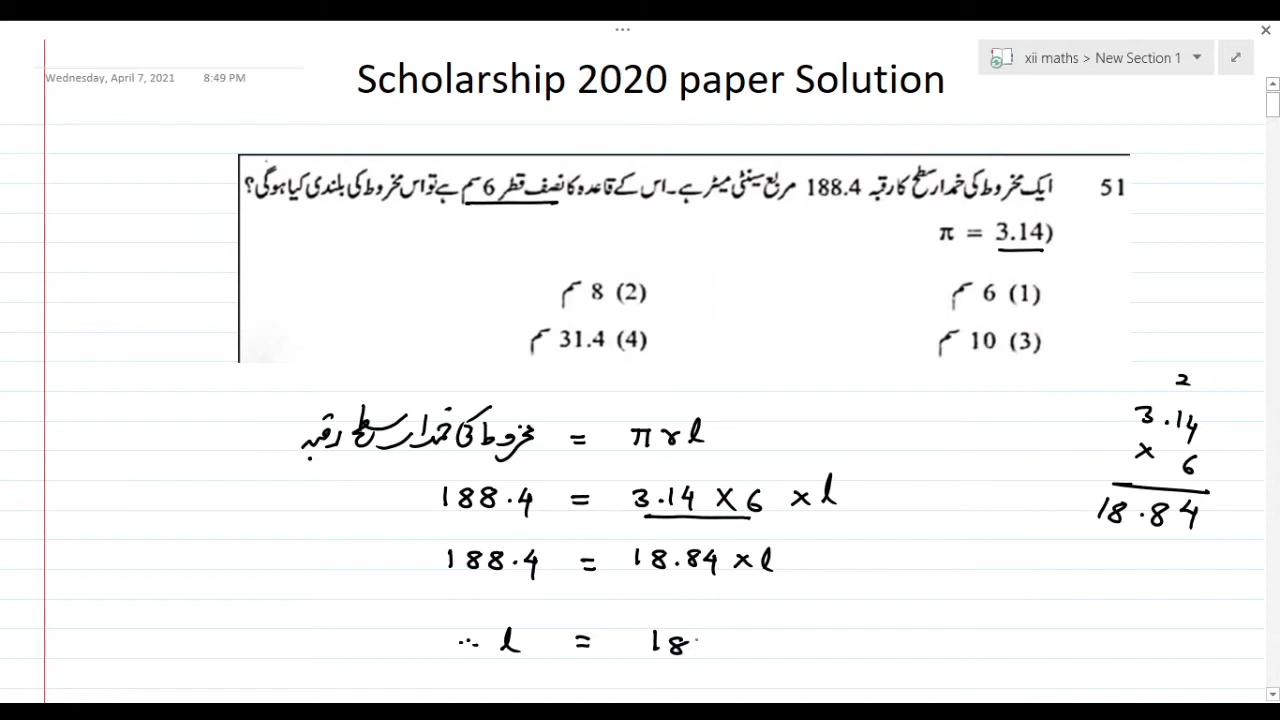 xii maths > New Section 1
Wednesday, April 7, 2021 8:49 PM
Scholarship 2020 paper Solution
51 ایک مخروط کی خمدار سطح کا رقبہ 188.4 مربع سینٹی میٹر ہے۔ اس کے قاعدہ کا نصف قطر 6 سم ہے تو اس مخروط کی بلندی کیا ہوگی؟
π = 3.14)
(1) 6 سم (2) 8 سم
(3) 10 سم (4) 31.4 سم
مخروط کی خمدار سطح رقبہ = π r l
188.4 = 3.14 × 6 × l
188.4 = 18.84 × l
∴ l = 18
2
3.14
× 6
18.84